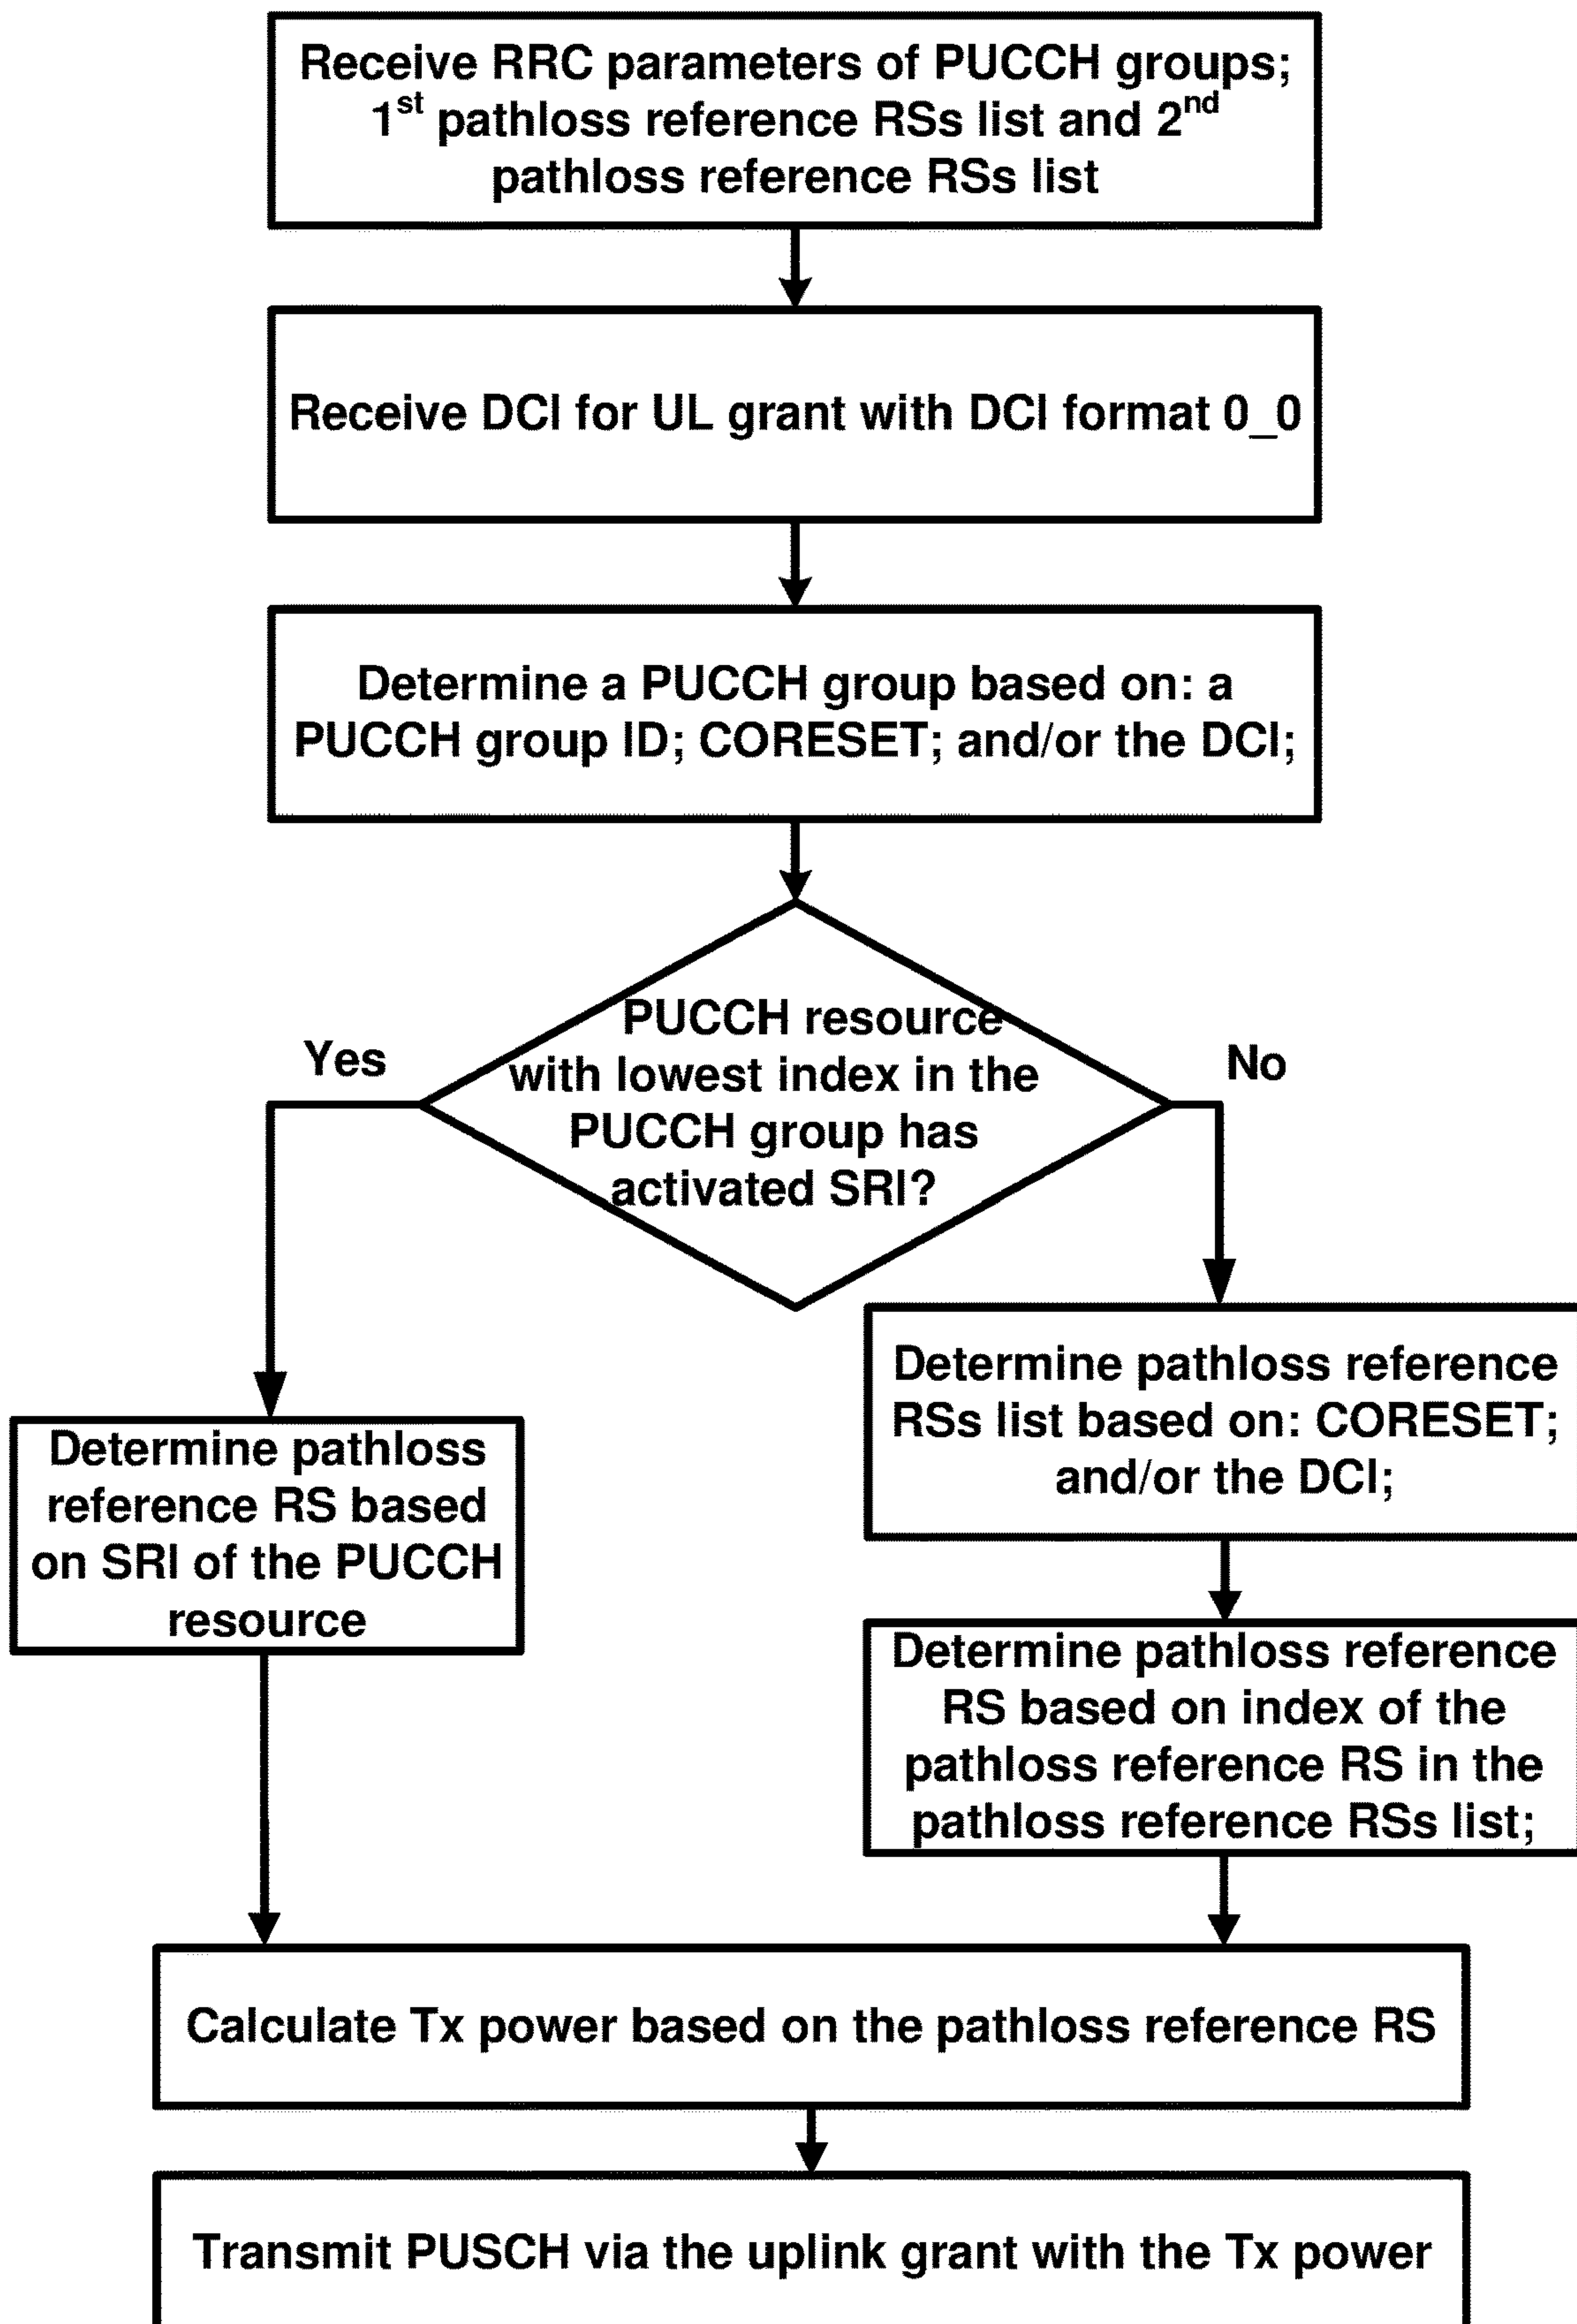 Receive RRC parameters of PUCCH groups;
1st pathloss reference RSs list and 2nd
pathloss reference RSs list
Receive DCI for UL grant with DCI format 0_0
Determine a PUCCH group based on: a
PUCCH group ID; CORESET; and/or the DCI;
PUCCH resource
with lowest index in the
PUCCH group has
activated SRI?
Yes
No
Determine pathloss
reference RS based
on SRI of the PUCCH
resource
Determine pathloss reference
RSs list based on: CORESET;
and/or the DCI;
Determine pathloss reference
RS based on index of the
pathloss reference RS in the
pathloss reference RSs list;
Calculate Tx power based on the pathloss reference RS
Transmit PUSCH via the uplink grant with the Tx power